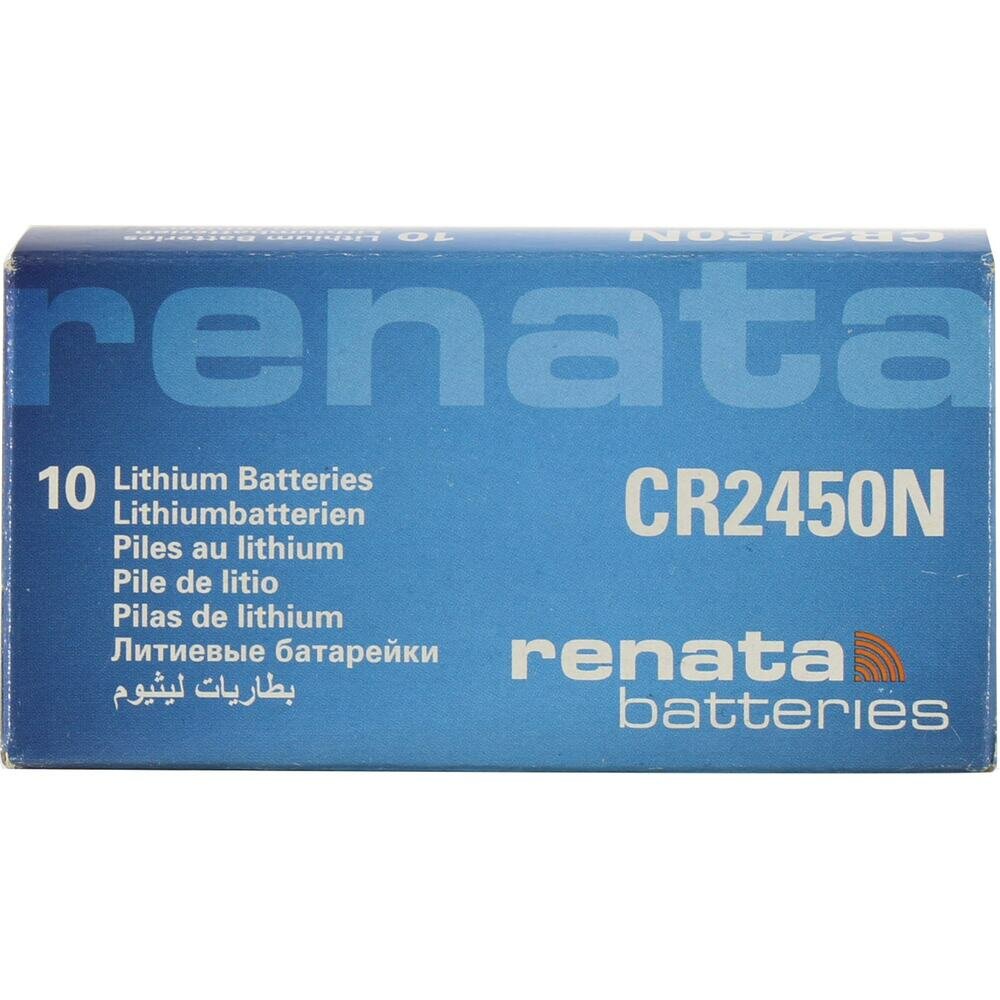 10 Lithium Batteries
Lithiumbatterien
CR2450N
renata
10 Lithium Batteries
Lithiumbatterien
Piles au lithium
Pile de litio
Pilas de lithium
Литиевые батарейки
بطاريات ليثيوم
CR2450N
renata
batteries